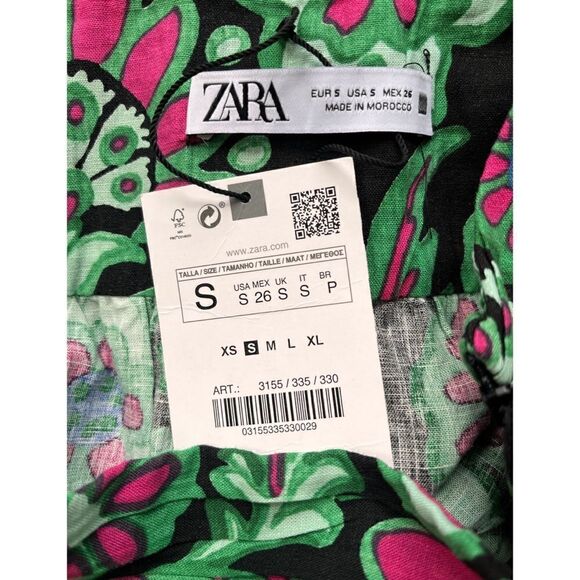 ZARA
EUR S USA S MEX 26
MADE IN MOROCCO
FSC
www.zara.com
TALLA / SIZE / TAMANHO / TAILLE / MAAT / ΜΕΓΕΘΟΣ
S
USA MEX UK IT BR
S 26 S S P
XS S M L XL
ART.: 3155 / 335 / 330
03155335330029